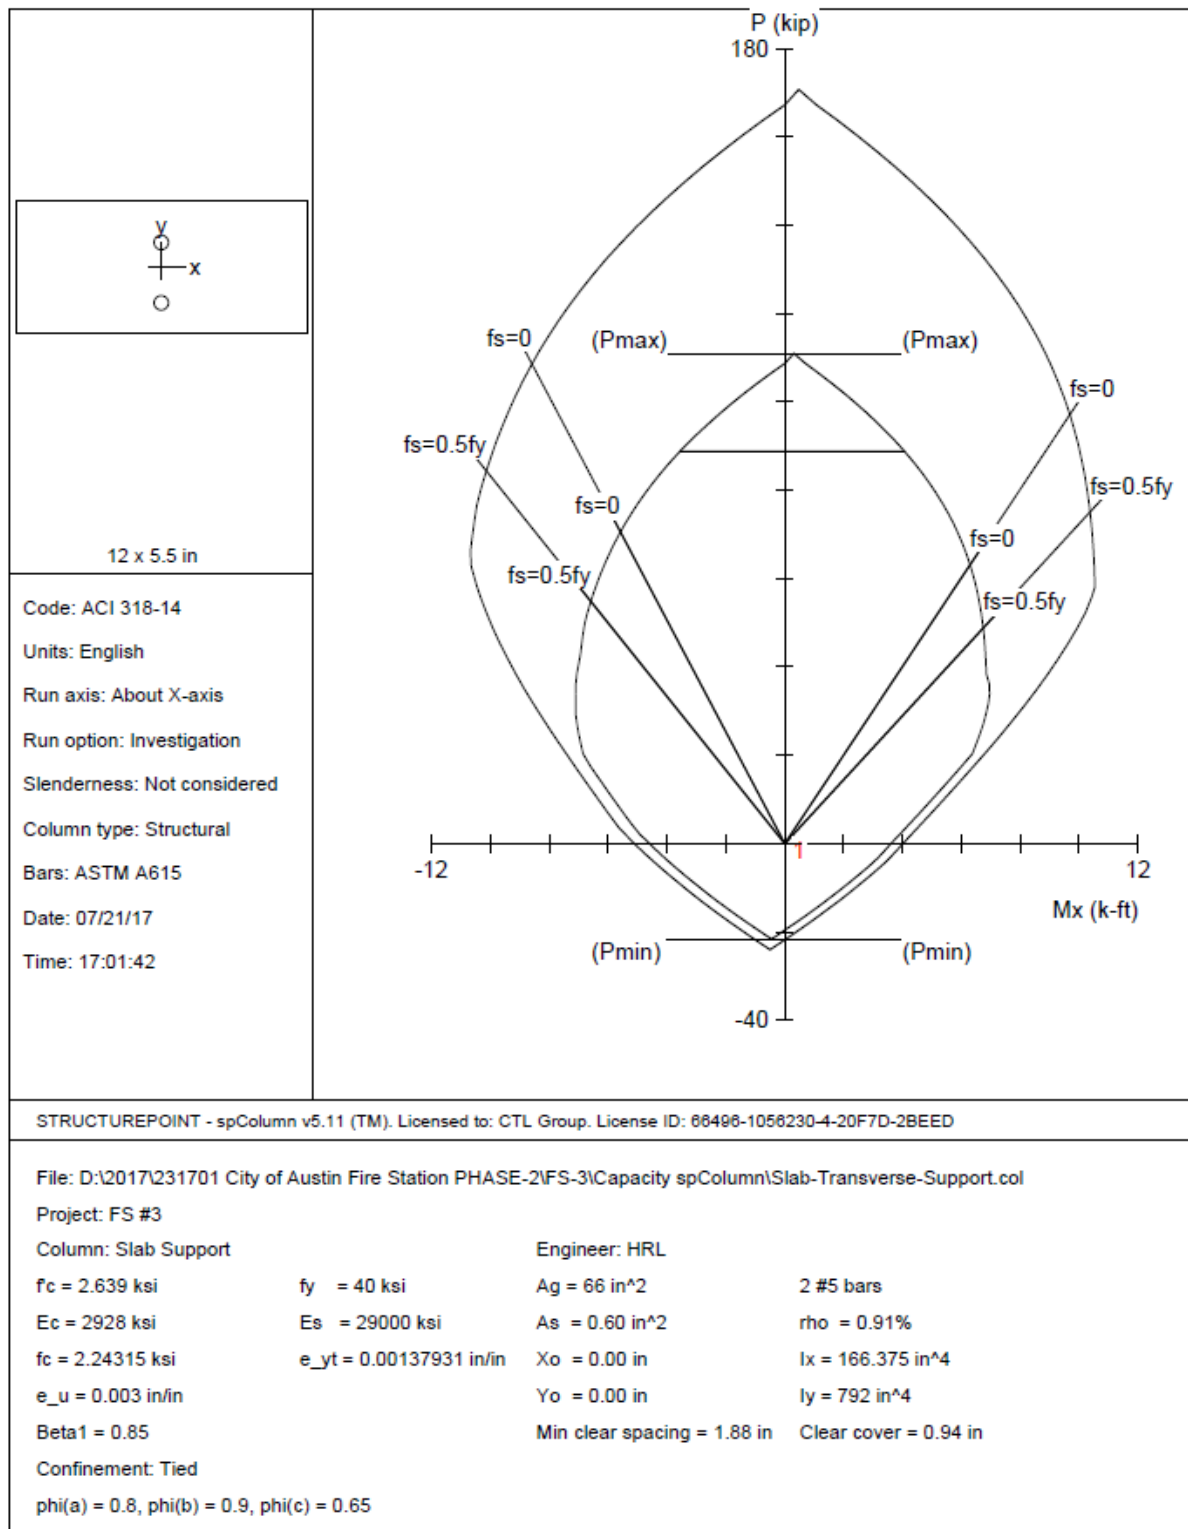 P (kip)
180
y
x
fs=0
(Pmax)
(Pmax)
fs=0
fs=0.5fy
fs=0.5fy
fs=0
fs=0
fs=0.5fy
fs=0.5fy
12 x 5.5 in
-12
1
12
Mx (k-ft)
(Pmin)
(Pmin)
-40
Code: ACI 318-14
Units: English
Run axis: About X-axis
Run option: Investigation
Slenderness: Not considered
Column type: Structural
Bars: ASTM A615
Date: 07/21/17
Time: 17:01:42
STRUCTUREPOINT - spColumn v5.11 (TM). Licensed to: CTL Group. License ID: 66496-1056230-4-20F7D-2BEED
File: D:\2017\231701 City of Austin Fire Station PHASE-2\FS-3\Capacity spColumn\Slab-Transverse-Support.col
Project: FS #3
Column: Slab Support Engineer: HRL
f'c = 2.639 ksi fy = 40 ksi Ag = 66 in^2 2 #5 bars
Ec = 2928 ksi Es = 29000 ksi As = 0.60 in^2 rho = 0.91%
fc = 2.24315 ksi e_yt = 0.00137931 in/in Xo = 0.00 in Ix = 166.375 in^4
e_u = 0.003 in/in Yo = 0.00 in Iy = 792 in^4
Beta1 = 0.85 Min clear spacing = 1.88 in Clear cover = 0.94 in
Confinement: Tied
phi(a) = 0.8, phi(b) = 0.9, phi(c) = 0.65